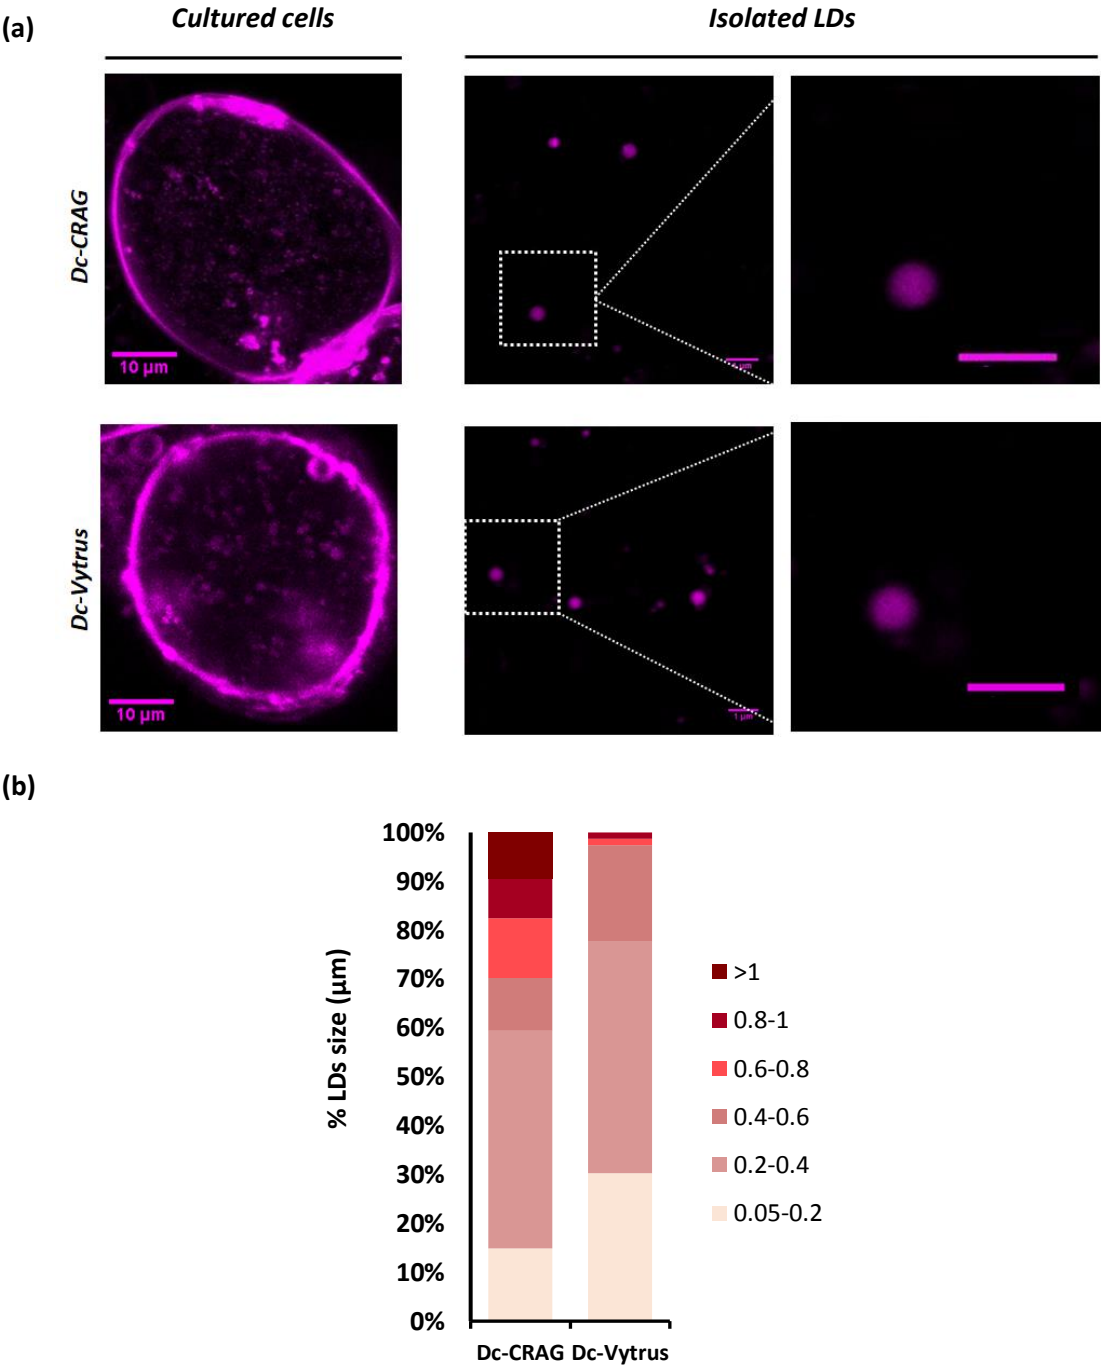 (a)
Cultured cells
Isolated LDs
Dc-CRAG
10 µm
Dc-Vytrus
10 µm
1 µm
(b)
% LDs size (µm)
100%
90%
80%
70%
60%
50%
40%
30%
20%
10%
0%
Dc-CRAG Dc-Vytrus
>1
0.8-1
0.6-0.8
0.4-0.6
0.2-0.4
0.05-0.2